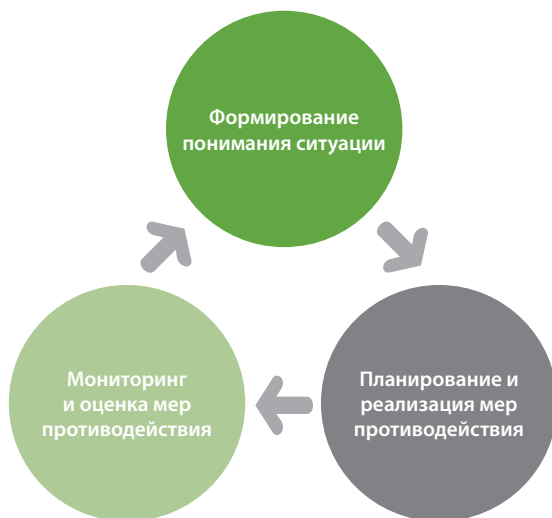 Формирование
понимания ситуации
Мониторинг
и оценка мер
противодействия
Планирование и
реализация мер
противодействия